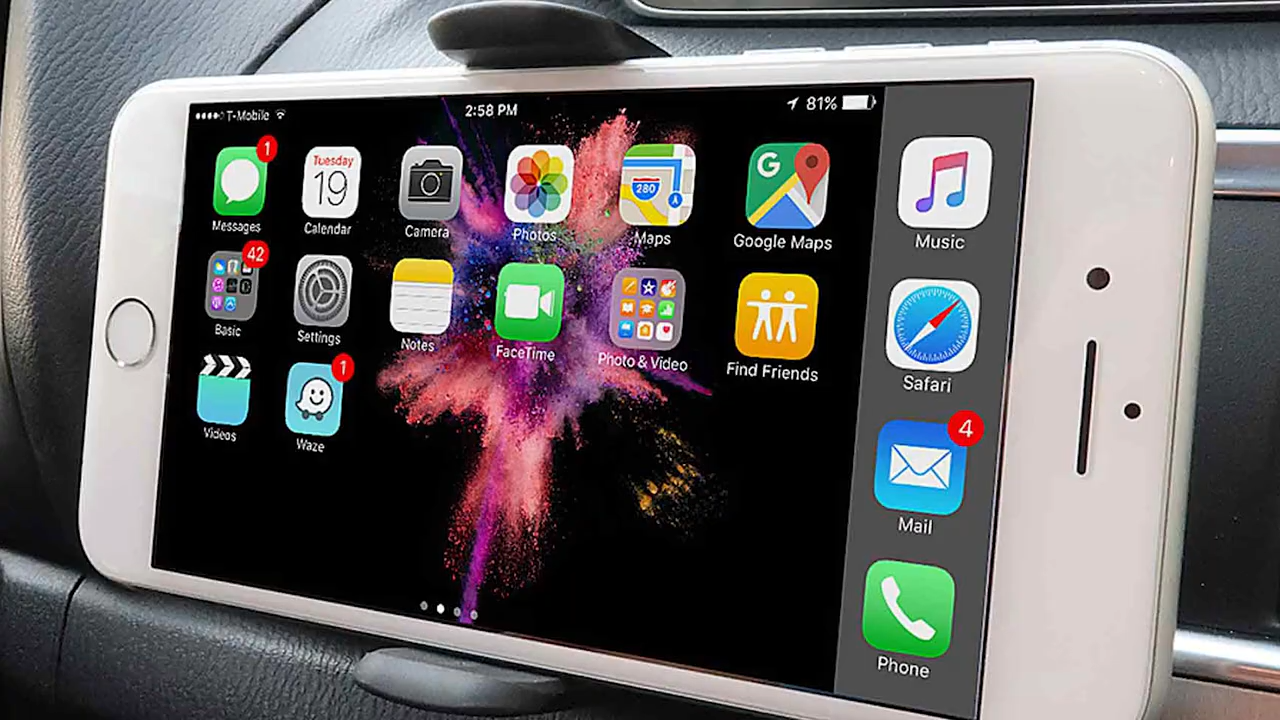 T-Mobile
2:58 PM
81%
1
Tuesday
19
280
G
Messages
Calendar
Camera
Photos
Maps
Google Maps
Music
42
Basic
Settings
Notes
FaceTime
Photo & Video
Find Friends
Safari
1
Videos
Waze
4
Mail
Phone